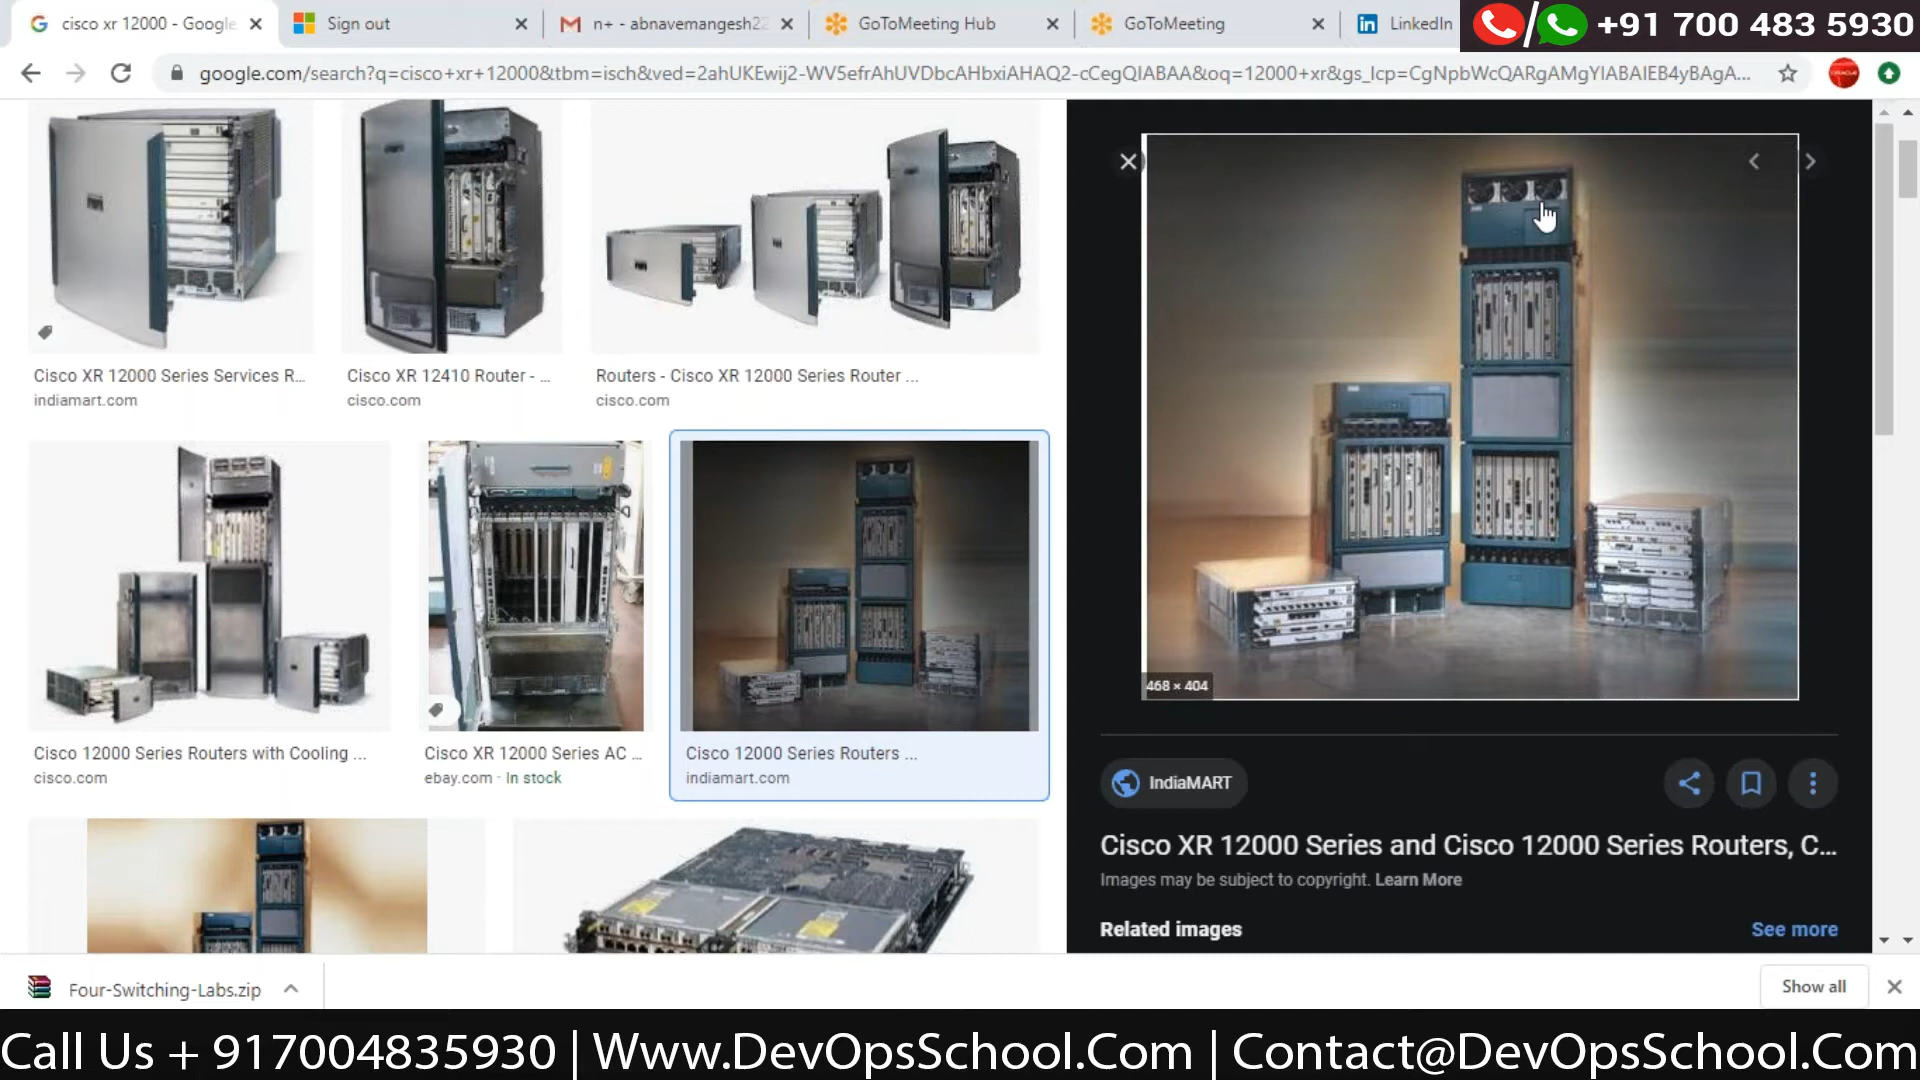 cisco xr 12000 - Google
Sign out
n+ - abnavemangesh22
GoToMeeting Hub
GoToMeeting
LinkedIn
+91 700 483 5930
google.com/search?q=cisco+xr+12000&tbm=isch&ved=2ahUKEwij2-WV5efrAhUVDbcAHbxiAHAQ2-cCegQIABAA&oq=12000+xr&gs_lcp=CgNpbWcQARgAMgYIABAIEB4yBAgA...
Cisco XR 12000 Series Services R...
indiamart.com
Cisco XR 12410 Router - ...
cisco.com
Routers - Cisco XR 12000 Series Router ...
cisco.com
468 × 404
Cisco 12000 Series Routers with Cooling ...
cisco.com
Cisco XR 12000 Series AC ...
ebay.com · In stock
Cisco 12000 Series Routers ...
indiamart.com
IndiaMART
Cisco XR 12000 Series and Cisco 12000 Series Routers, C...
Images may be subject to copyright. Learn More
Related images
See more
Four-Switching-Labs.zip
Show all
Call Us + 917004835930 | Www.DevOpsSchool.Com | Contact@DevOpsSchool.Com